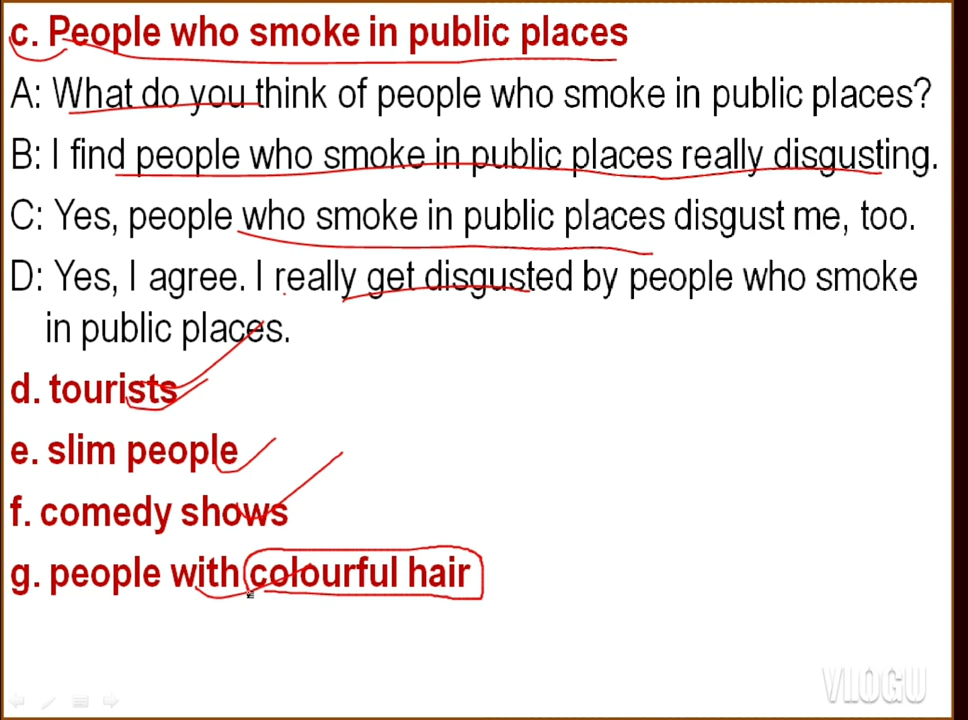 c. People who smoke in public places
A: What do you think of people who smoke in public places?
B: I find people who smoke in public places really disgusting.
C: Yes, people who smoke in public places disgust me, too.
D: Yes, I agree. I really get disgusted by people who smoke
in public places.
d. tourists
e. slim people
f. comedy shows
g. people with colourful hair
VLOGU